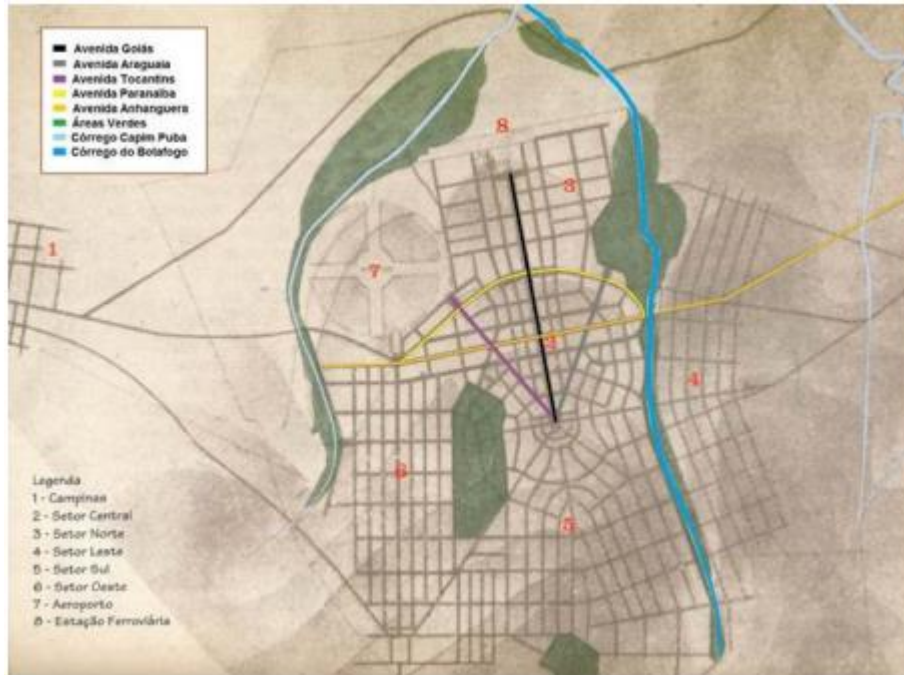 Avenida Goiás
Avenida Araguaia
Avenida Tocantins
Avenida Paranaíba
Avenida Anhanguera
Áreas Verdes
Córrego Capim Puba
Córrego do Botafogo
8
3
1
7
2
4
6
5
Legenda
1 - Campinas
2 - Setor Central
3 - Setor Norte
4 - Setor Leste
5 - Setor Sul
6 - Setor Oeste
7 - Aeroporto
8 - Estação Ferroviária